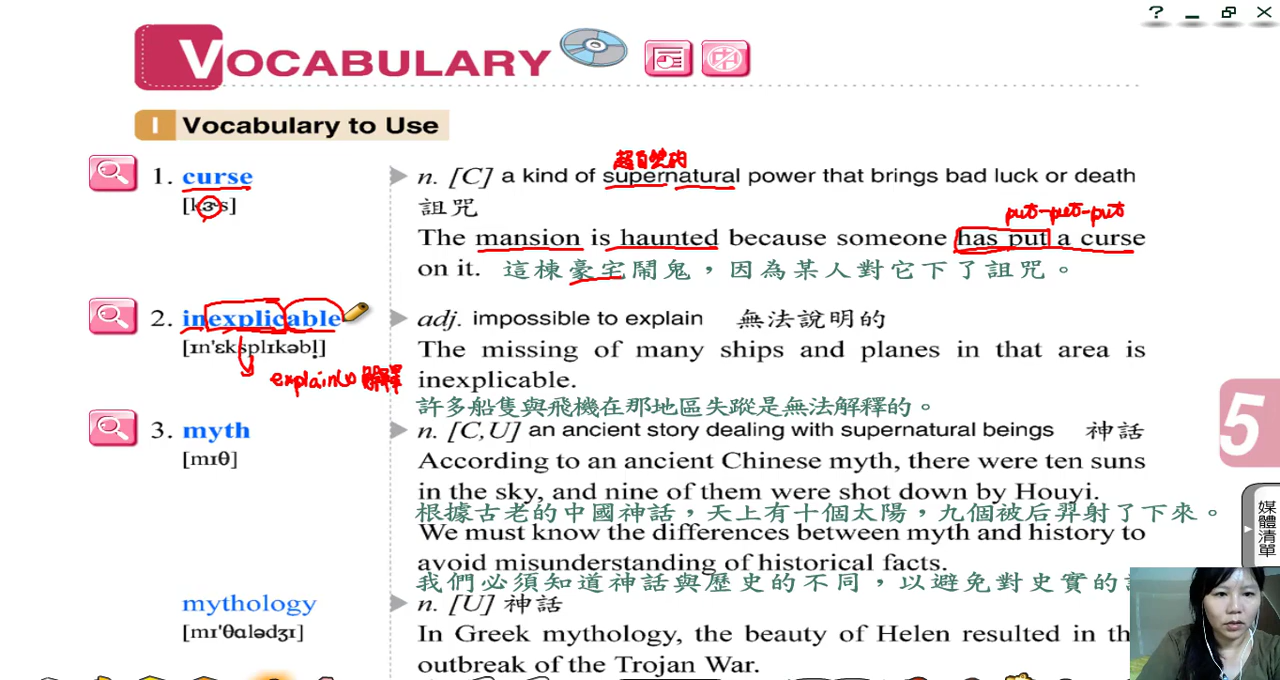 VOCABULARY
I Vocabulary to Use
超自然的
1. curse
n. [C] a kind of supernatural power that brings bad luck or death
[kɝs]
詛咒
put-put-put
The mansion is haunted because someone has put a curse
on it. 這棟豪宅鬧鬼，因為某人對它下了詛咒。
2. inexplicable
adj. impossible to explain 無法說明的
[ɪnˈɛksplɪkəbl̩]
The missing of many ships and planes in that area is
explain(v) 解釋
inexplicable.
許多船隻與飛機在那地區失蹤是無法解釋的。
5
3. myth
n. [C,U] an ancient story dealing with supernatural beings 神話
[mɪθ]
According to an ancient Chinese myth, there were ten suns
in the sky, and nine of them were shot down by Houyi.
根據古老的中國神話，天上有十個太陽，九個被后羿射了下來。
We must know the differences between myth and history to
avoid misunderstanding of historical facts.
我們必須知道神話與歷史的不同，以避免對史實的
媒體清單
mythology
n. [U] 神話
[mɪˈθɑlədʒɪ]
In Greek mythology, the beauty of Helen resulted in th
outbreak of the Trojan War.